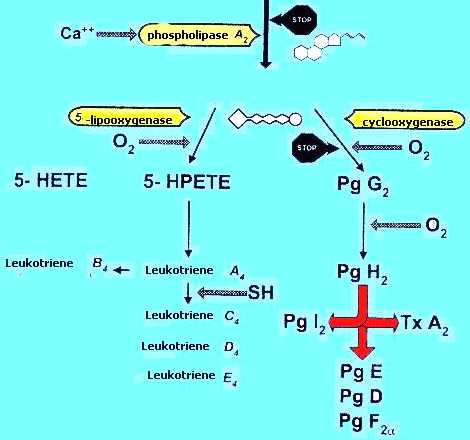 STOP
Ca++ phospholipase A2
5-lipooxygenase cyclooxygenase
O2 STOP O2
5- HETE 5- HPETE Pg G2
O2
Leukotriene B4 Leukotriene A4 Pg H2
SH
Leukotriene C4 Pg I2 Tx A2
Leukotriene D4
Leukotriene E4 Pg E
Pg D
Pg F2α